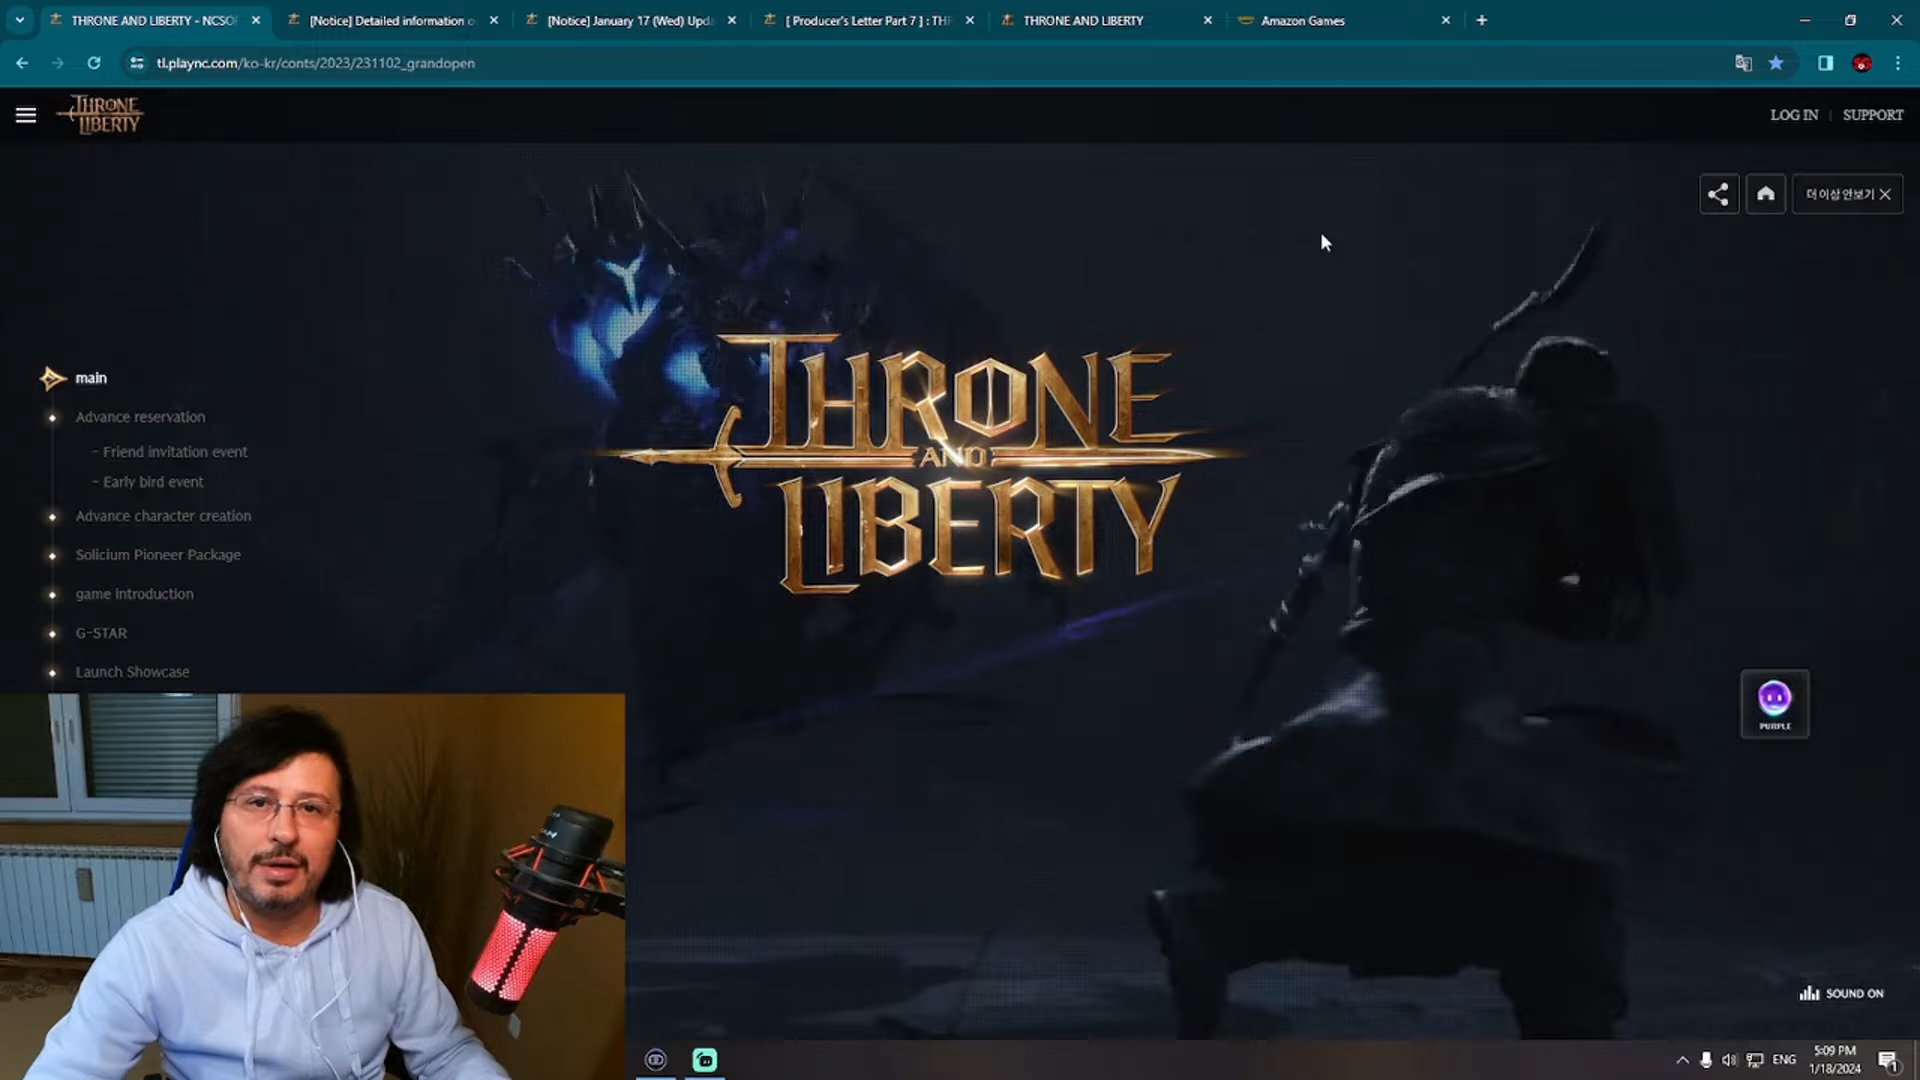 THRONE AND LIBERTY - NCSO
[Notice] Detailed information o
[Notice] January 17 (Wed) Upd
[ Producer's Letter Part 7 ] : TH
THRONE AND LIBERTY
Amazon Games
tl.plaync.com/ko-kr/conts/2023/231102_grandopen
THRONE
LIBERTY
LOG IN
SUPPORT
더 이상 안보기
THRONE
AND
LIBERTY
main
Advance reservation
- Friend invitation event
- Early bird event
Advance character creation
Solicium Pioneer Package
game introduction
G-STAR
Launch Showcase
PURPLE
SOUND ON
ENG
5:09 PM
1/18/2024
1